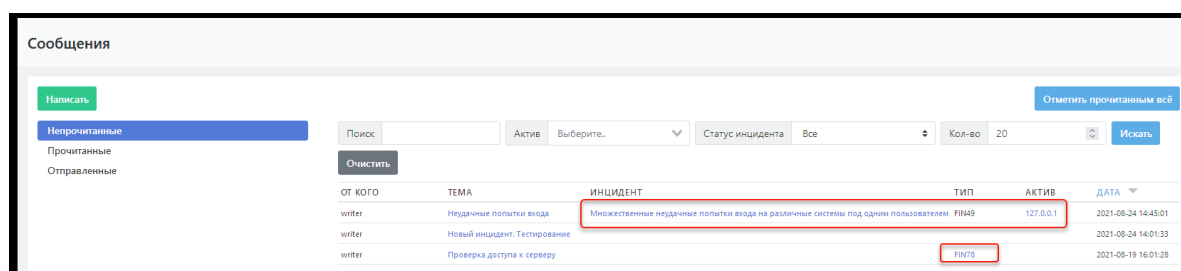 Сообщения
Написать
Отметить прочитанным всё
Непрочитанные
Прочитанные
Отправленные
Поиск Актив Выберите.. Статус инцидента Все Кол-во 20 Искать
Очистить
ОТ КОГО ТЕМА ИНЦИДЕНТ ТИП АКТИВ ДАТА
writer Неудачные попытки входа Множественные неудачные попытки входа на различные системы под одним пользователем FIN49 127.0.0.1 2021-08-24 14:45:01
writer Новый инцидент. Тестирование 2021-08-24 14:01:33
writer Проверка доступа к серверу FIN78 2021-08-19 16:01:28